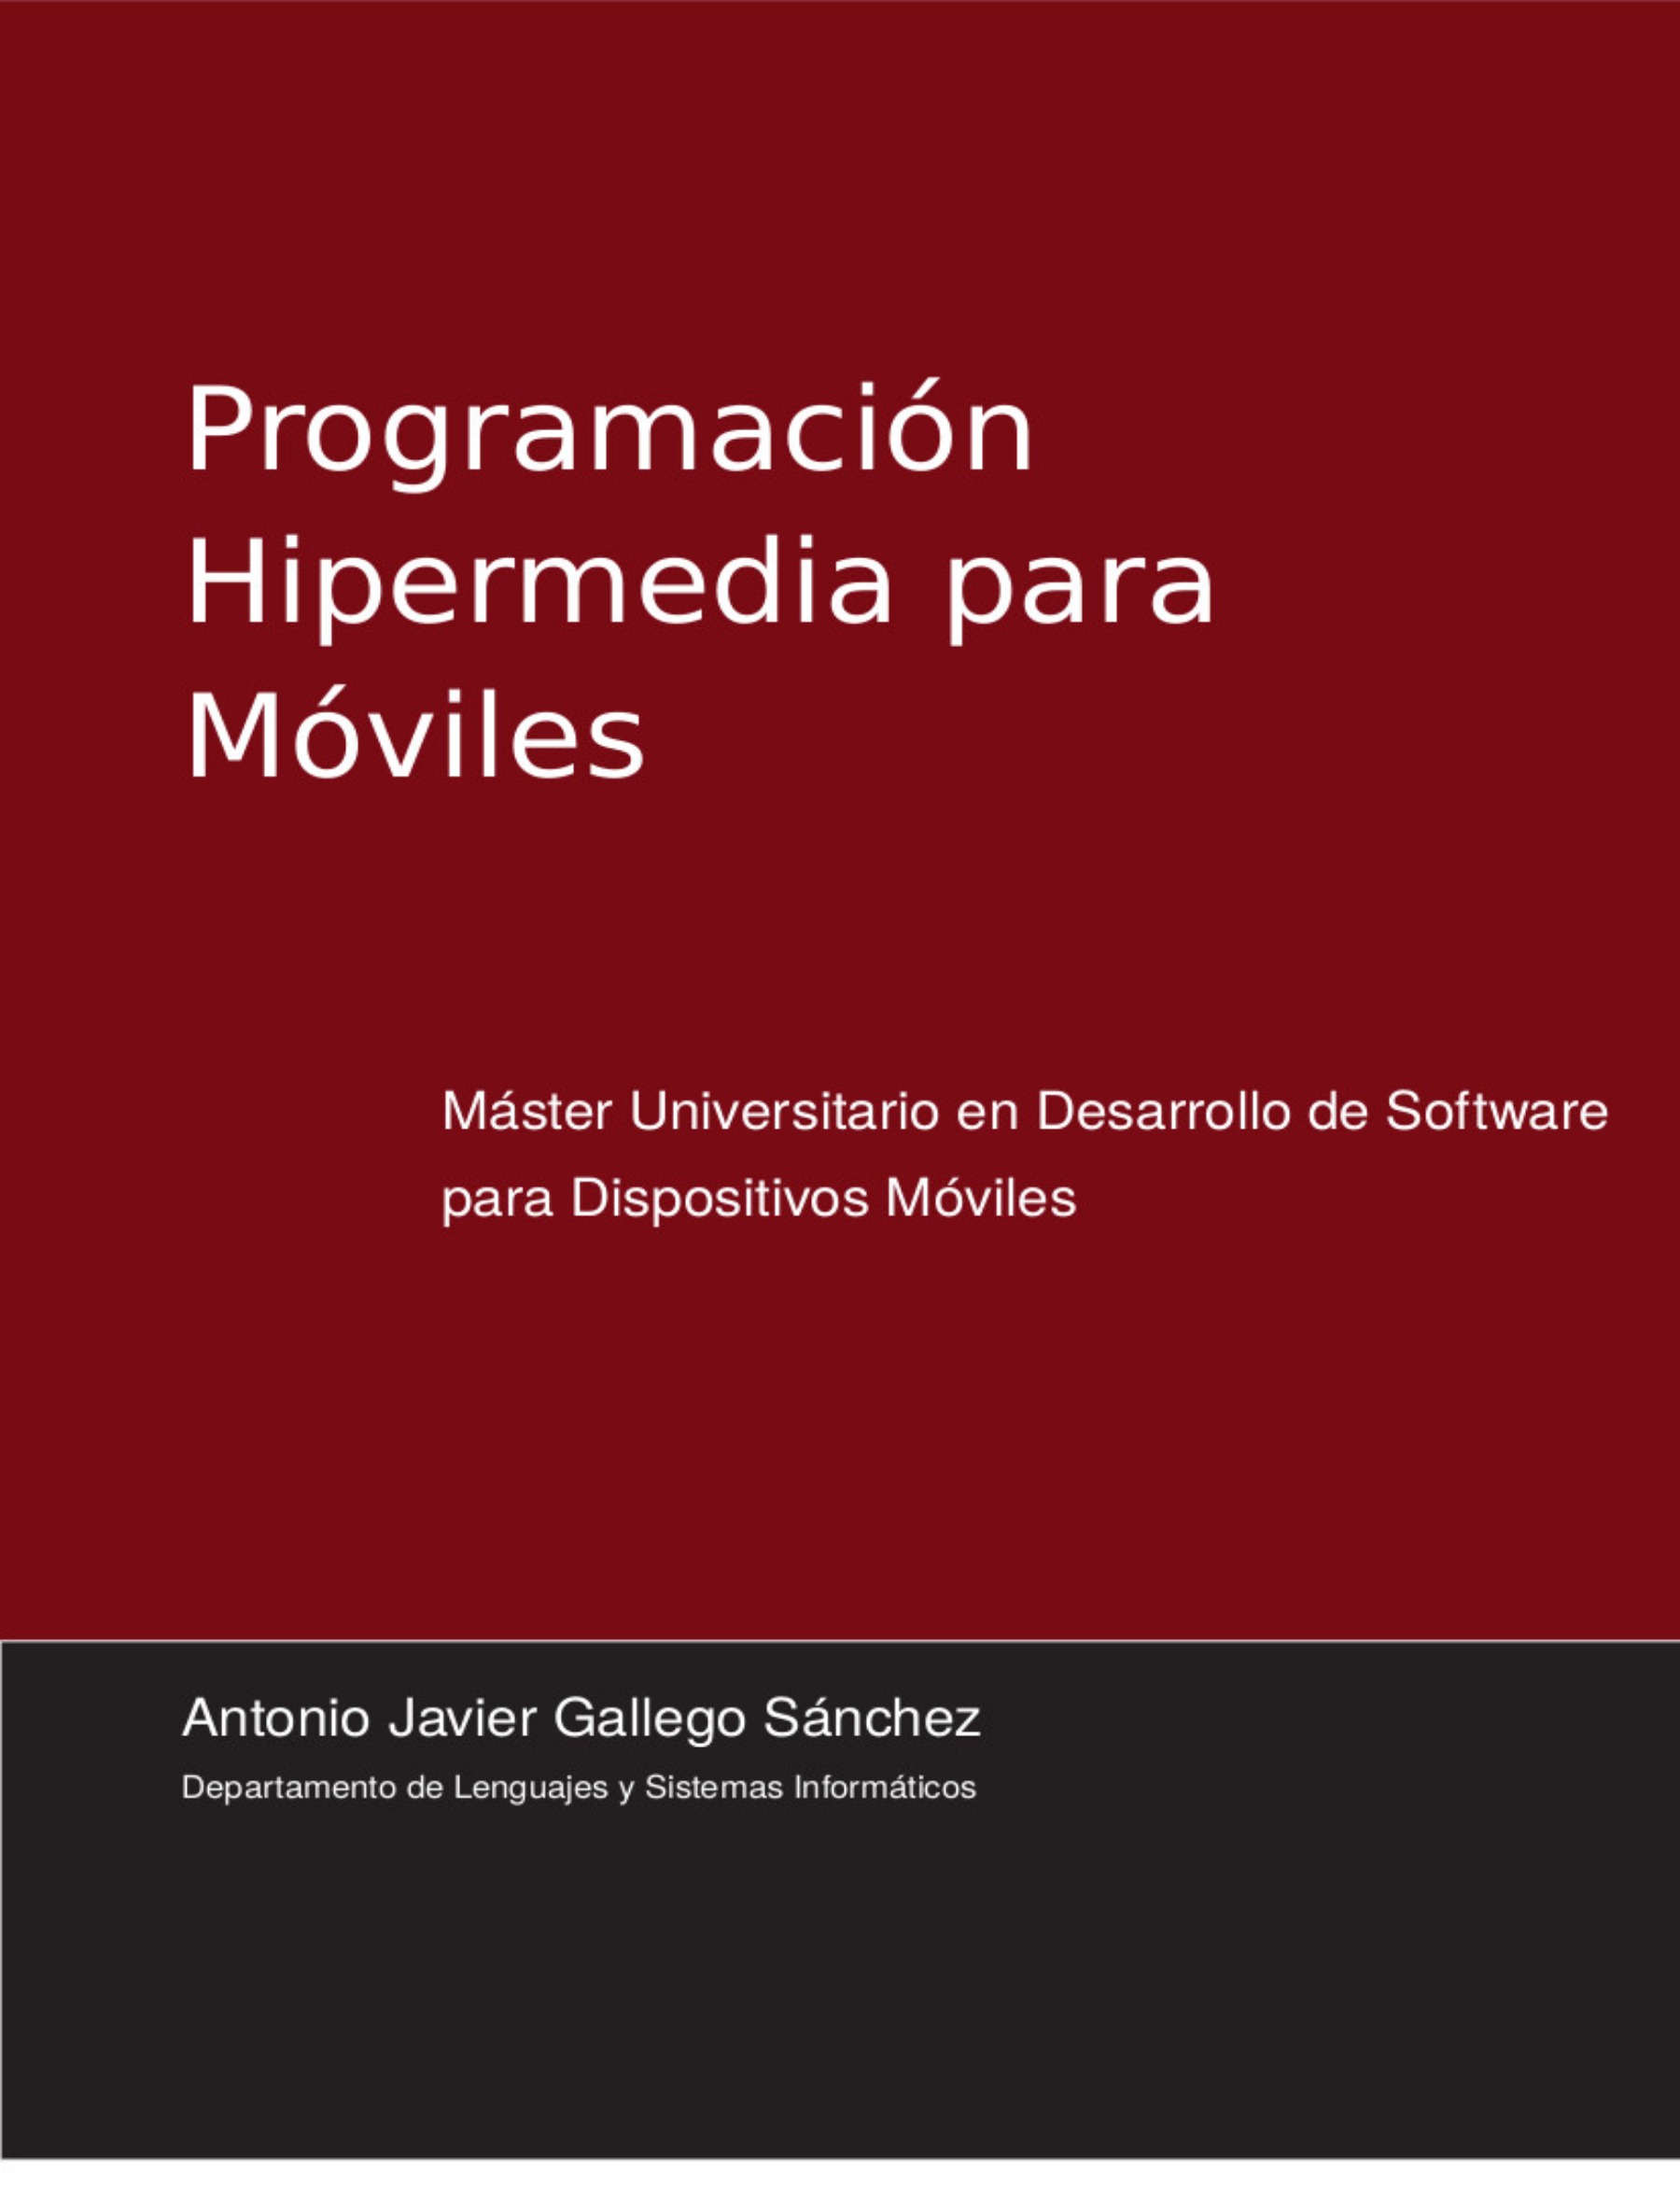 Programación
Hipermedia para
Móviles
Máster Universitario en Desarrollo de Software
para Dispositivos Móviles
Antonio Javier Gallego Sánchez
Departamento de Lenguajes y Sistemas Informáticos